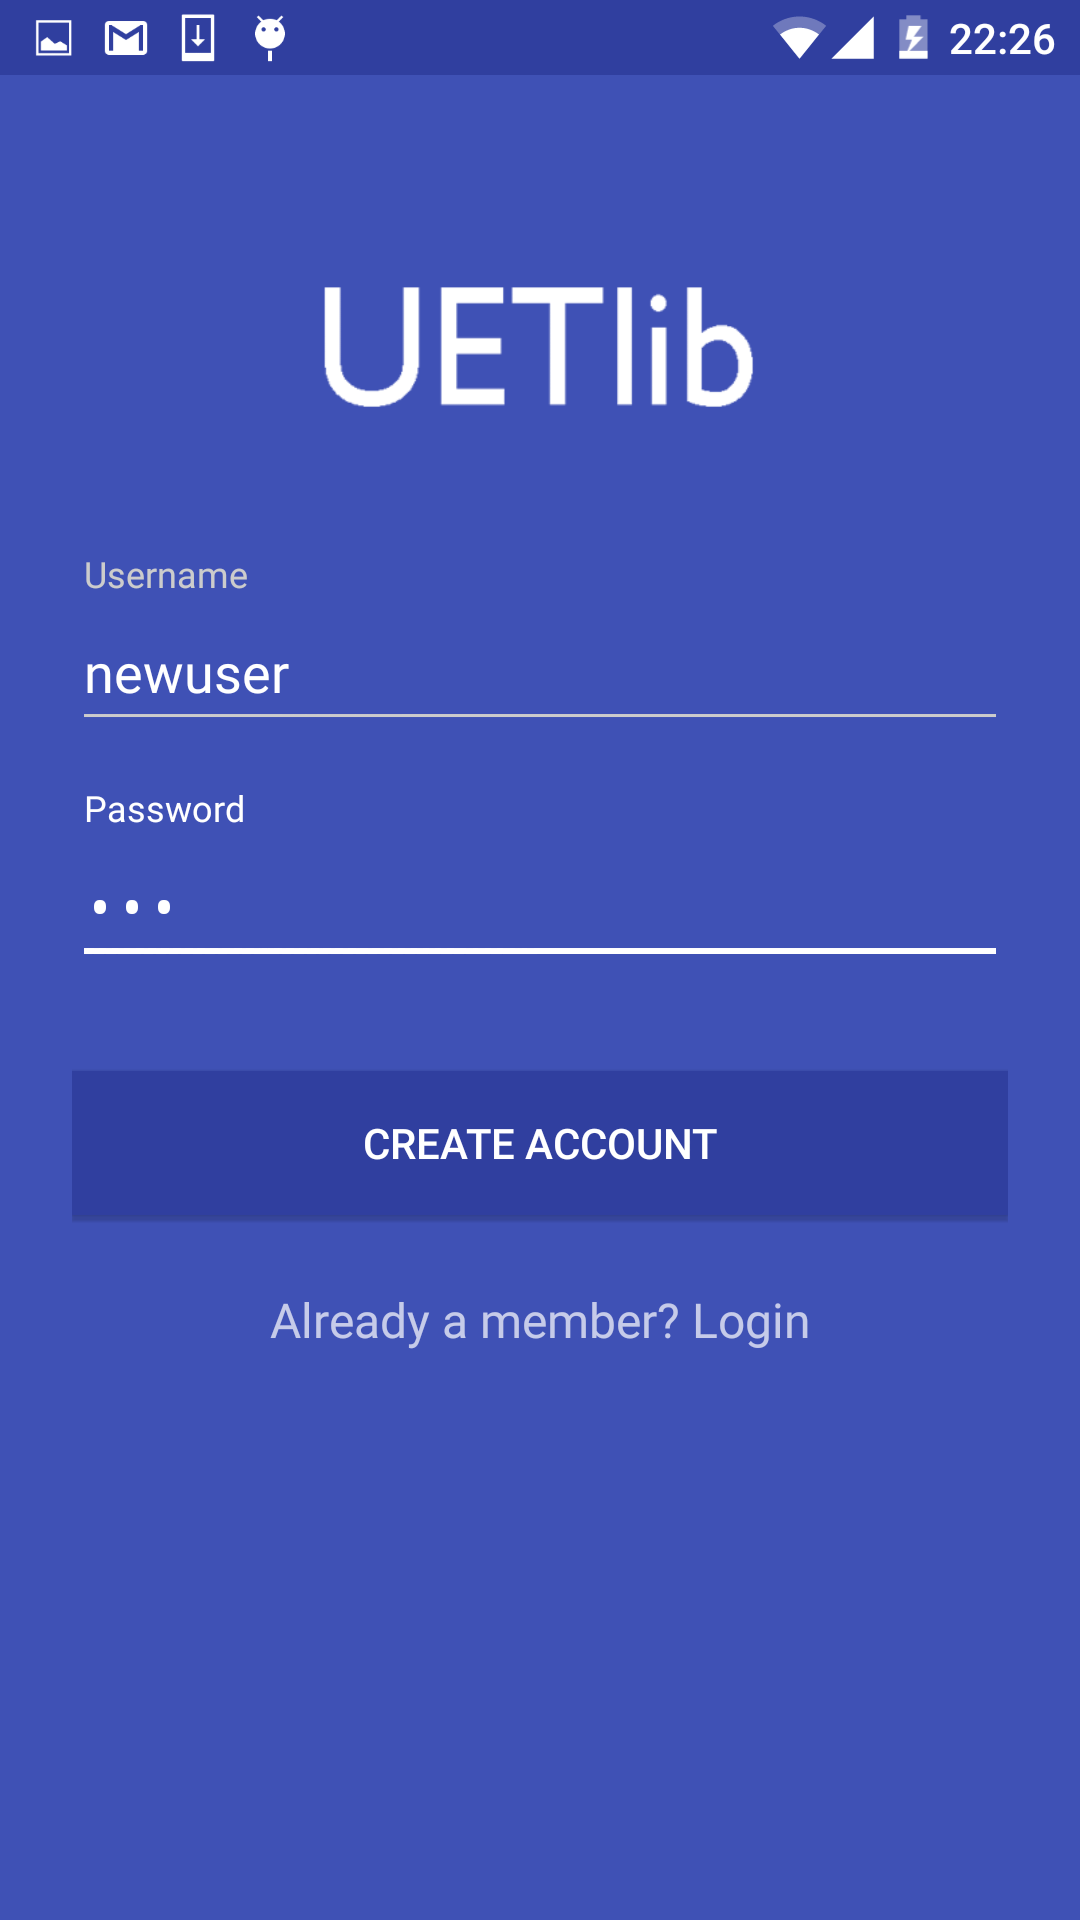 22:26
UETlib
Username
newuser
Password
CREATE ACCOUNT
Already a member? Login